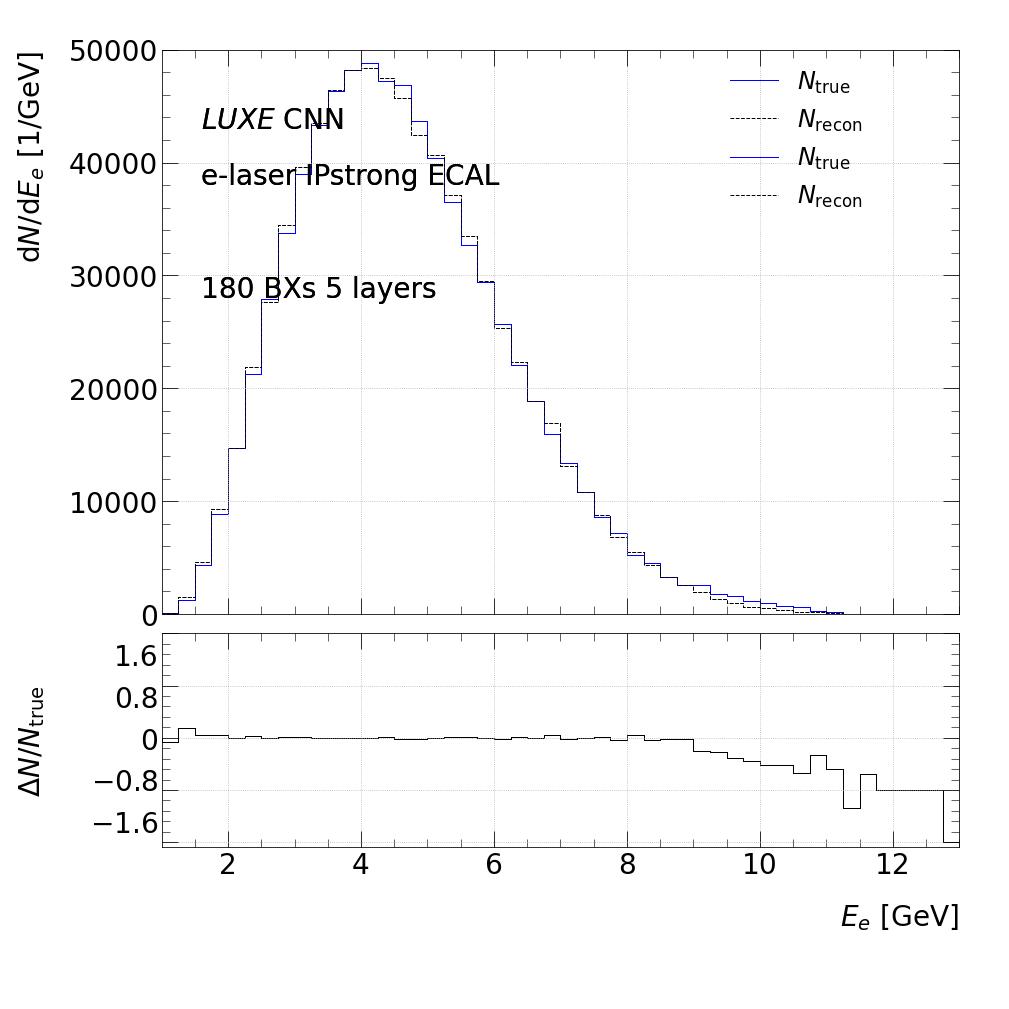 dN/dE_e [1/GeV]
50000
40000
30000
20000
10000
0
LUXE CNN
e-laser IPstrong ECAL
180 BXs 5 layers
N_true
N_recon
N_true
N_recon
ΔN/N_true
1.6
0.8
0
−0.8
−1.6
2 4 6 8 10 12
E_e [GeV]